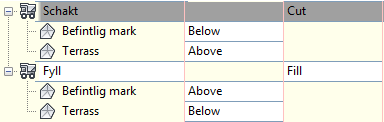 Schakt Cut
Befintlig mark Below
Terrass Above
Fyll Fill
Befintlig mark Above
Terrass Below